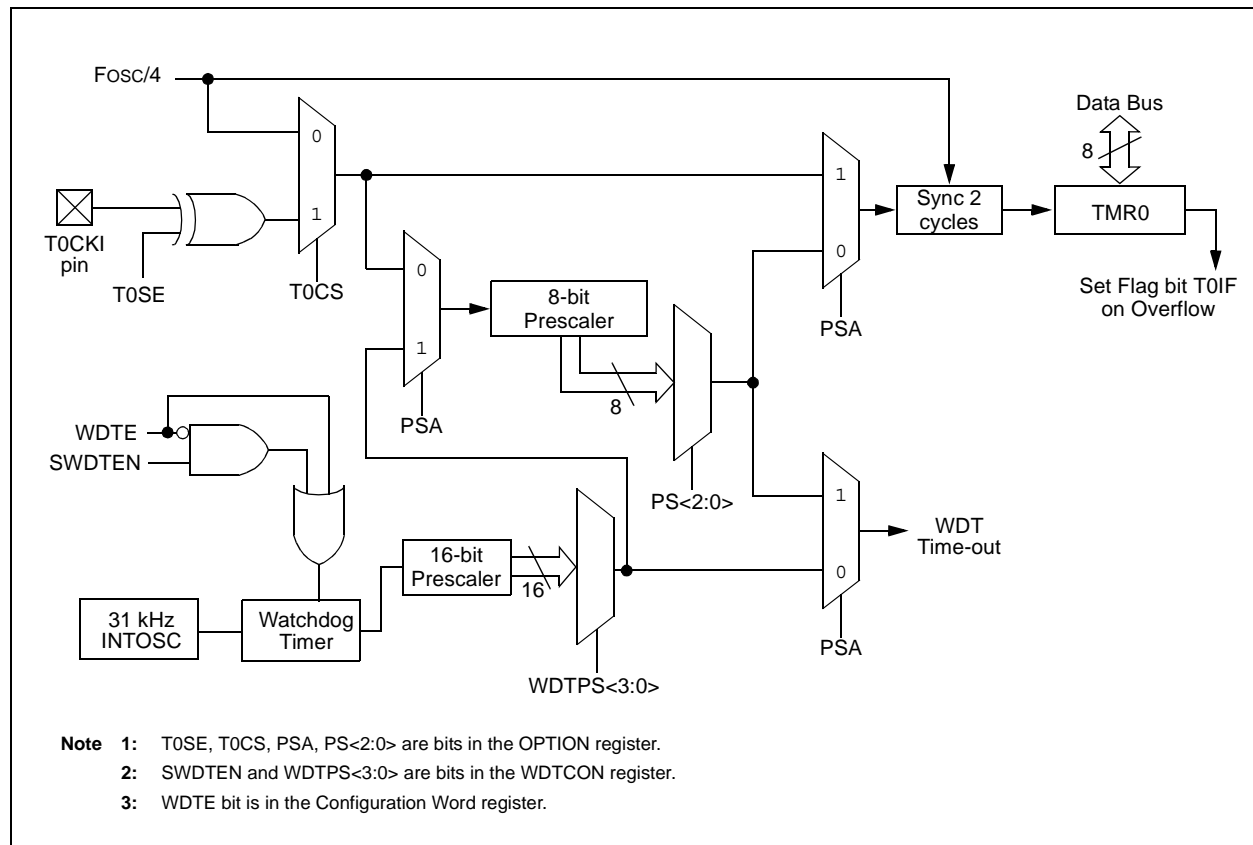 FOSC/4
Data Bus
8
0
1
T0CKI
pin
T0SE
T0CS
1
0
PSA
Sync 2
cycles
TMR0
Set Flag bit T0IF
on Overflow
0
1
PSA
8-bit
Prescaler
8
PS<2:0>
WDTE
SWDTEN
1
0
PSA
WDT
Time-out
16-bit
Prescaler
16
WDTPS<3:0>
31 kHz
INTOSC
Watchdog
Timer
Note 1: T0SE, T0CS, PSA, PS<2:0> are bits in the OPTION register.
2: SWDTEN and WDTPS<3:0> are bits in the WDTCON register.
3: WDTE bit is in the Configuration Word register.